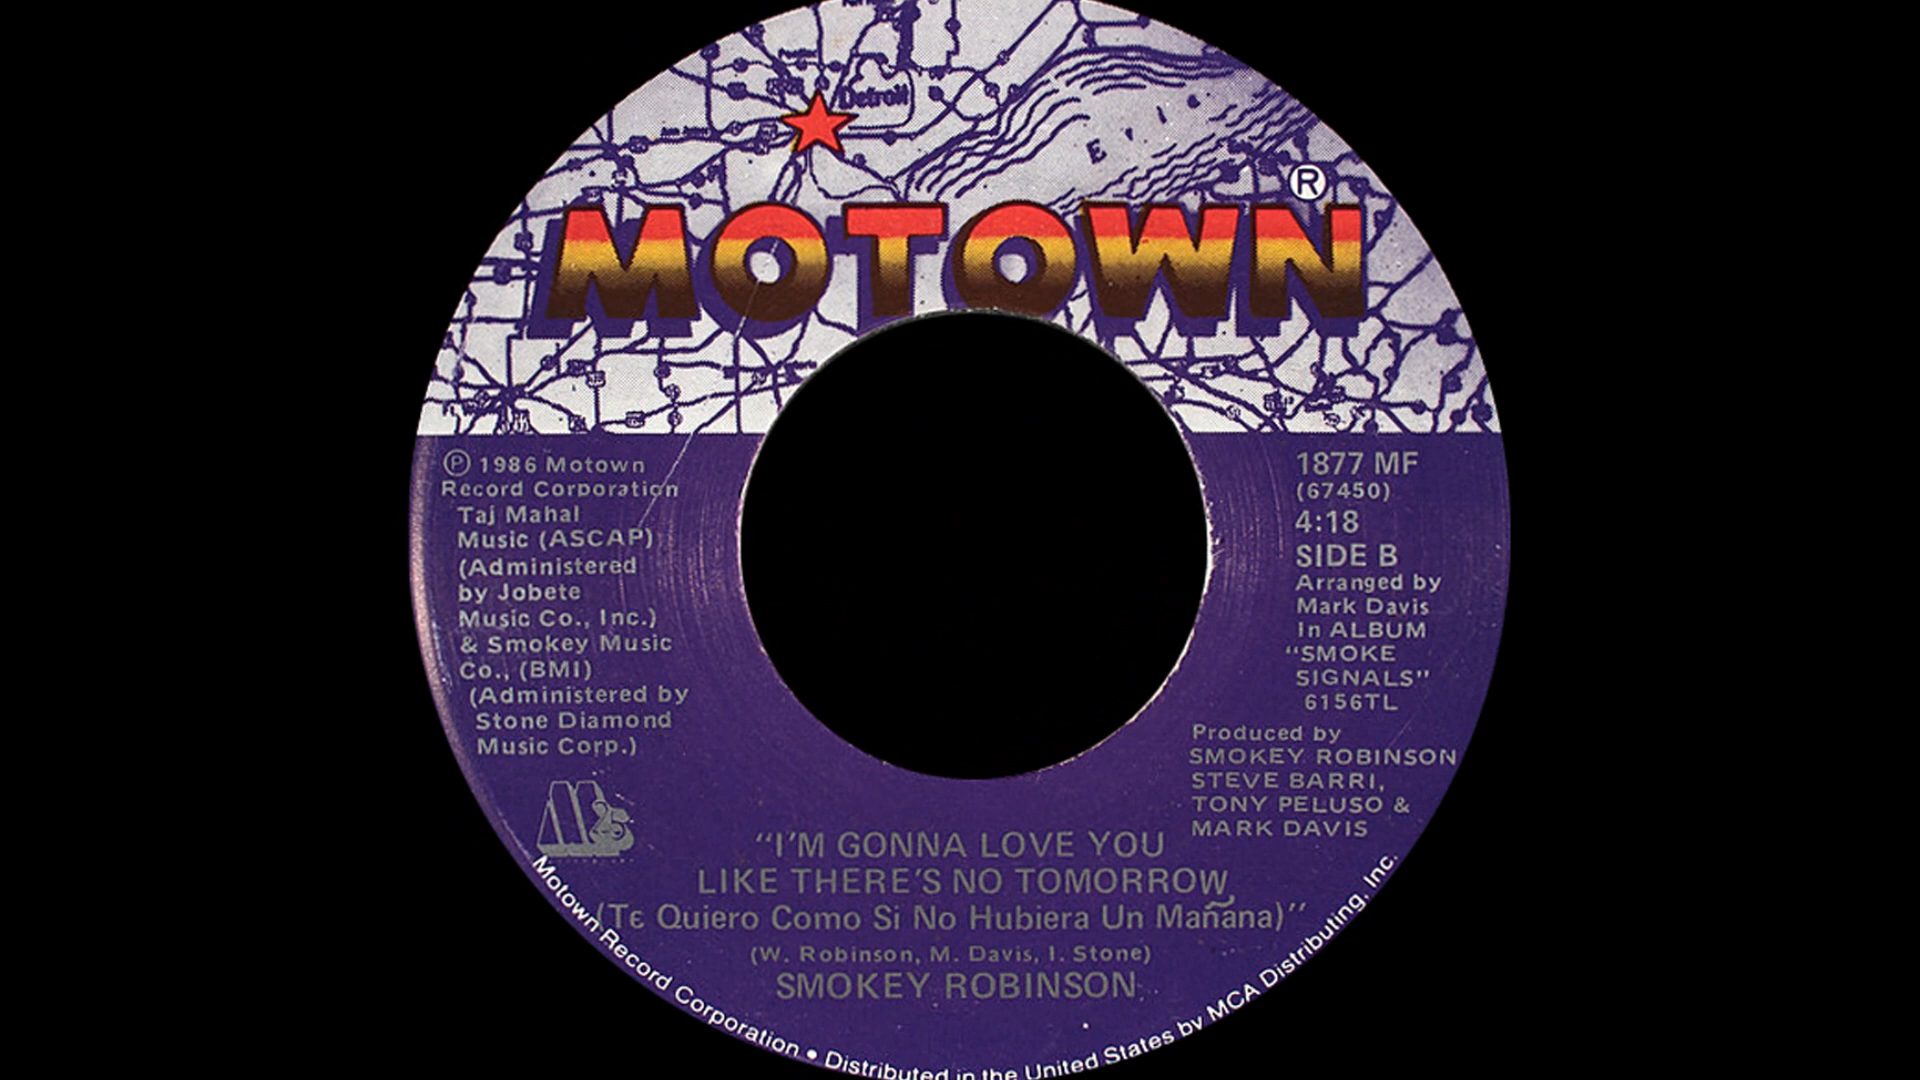 Detroit
Erie
MOTOWN®
℗ 1986 Motown
Record Corporation
Taj Mahal
Music (ASCAP)
(Administered
by Jobete
Music Co., Inc.)
& Smokey Music
Co., (BMI)
(Administered by
Stone Diamond
Music Corp.)
1877 MF
(67450)
4:18
SIDE B
Arranged by
Mark Davis
In ALBUM
“SMOKE
SIGNALS”
6156TL
Produced by
SMOKEY ROBINSON
STEVE BARRI,
TONY PELUSO &
MARK DAVIS
“I’M GONNA LOVE YOU
LIKE THERE’S NO TOMORROW
(Tє Quiero Como Si No Hubiera Un Mañana)”
(W. Robinson, M. Davis, I. Stone)
SMOKEY ROBINSON
Motown Record Corporation • Distributed in the United States by MCA Distributing, Inc.